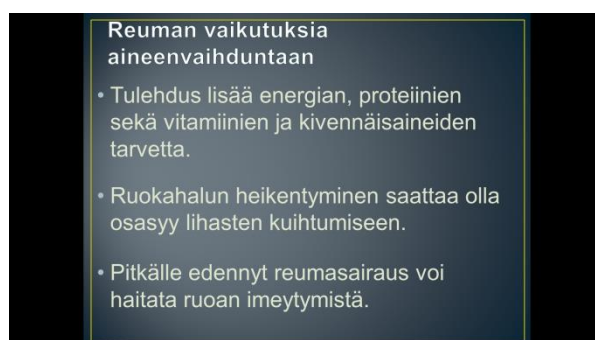 Reuman vaikutuksia
aineenvaihduntaan
• Tulehdus lisää energian, proteiinien
sekä vitamiinien ja kivennäisaineiden
tarvetta.
• Ruokahalun heikentyminen saattaa olla
osasyy lihasten kuihtumiseen.
• Pitkälle edennyt reumasairaus voi
haitata ruoan imeytymistä.